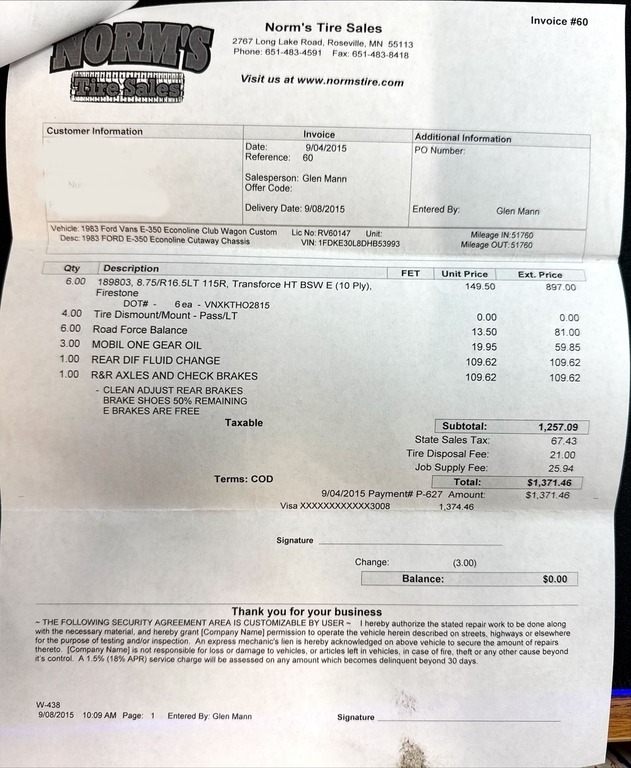 NORM'S
Tire Sales
Norm's Tire Sales
2767 Long Lake Road, Roseville, MN 55113
Phone: 651-483-4591 Fax: 651-483-8418
Visit us at www.normstire.com
Invoice #60
Customer Information
Invoice
Additional Information
Date: 9/04/2015
Reference: 60
Salesperson: Glen Mann
Offer Code:
Delivery Date: 9/08/2015
PO Number:
Entered By: Glen Mann
Vehicle: 1983 Ford Vans E-350 Econoline Club Wagon Custom Lic No: RV60147 Unit: Mileage IN: 51760
Desc: 1983 FORD E-350 Econoline Cutaway Chassis VIN: 1FDKE30L8DHB53993 Mileage OUT: 51760
Qty Description FET Unit Price Ext. Price
6.00 189803, 8.75/R16.5LT 115R, Transforce HT BSW E (10 Ply), 149.50 897.00
Firestone
DOT# - 6 ea - VNXKTHO2815
4.00 Tire Dismount/Mount - Pass/LT 0.00 0.00
6.00 Road Force Balance 13.50 81.00
3.00 MOBIL ONE GEAR OIL 19.95 59.85
1.00 REAR DIF FLUID CHANGE 109.62 109.62
1.00 R&R AXLES AND CHECK BRAKES 109.62 109.62
- CLEAN ADJUST REAR BRAKES
BRAKE SHOES 50% REMAINING
E BRAKES ARE FREE
Taxable
Subtotal: 1,257.09
State Sales Tax: 67.43
Tire Disposal Fee: 21.00
Job Supply Fee: 25.94
Terms: COD
Total: $1,371.46
9/04/2015 Payment# P-627 Amount: $1,371.46
Visa XXXXXXXXXXXX3008 1,374.46
Signature
Change: (3.00)
Balance: $0.00
Thank you for your business
~ THE FOLLOWING SECURITY AGREEMENT AREA IS CUSTOMIZABLE BY USER ~ I hereby authorize the stated repair work to be done along
with the necessary material, and hereby grant [Company Name] permission to operate the vehicle herein described on streets, highways or elsewhere
for the purpose of testing and/or inspection. An express mechanic's lien is hereby acknowledged on above vehicle to secure the amount of repairs
thereto. [Company Name] is not responsible for loss or damage to vehicles, or articles left in vehicles, in case of fire, theft or any other cause beyond
it's control. A 1.5% (18% APR) service charge will be assessed on any amount which becomes delinquent beyond 30 days.
W-438
9/08/2015 10:09 AM Page: 1 Entered By: Glen Mann
Signature